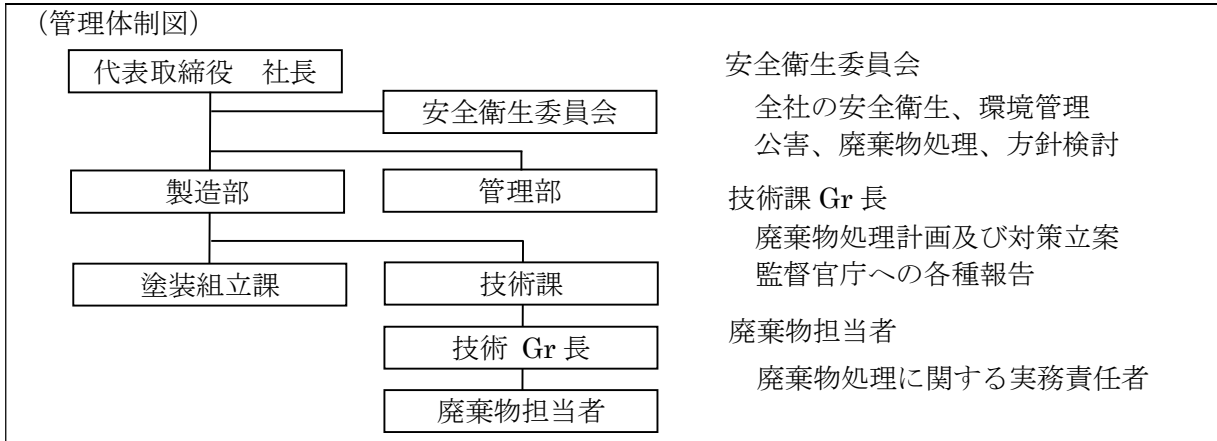 （管理体制図）
代表取締役　社長
安全衛生委員会
製造部
管理部
塗装組立課
技術課
技術 Gr 長
廃棄物担当者
安全衛生委員会
全社の安全衛生、環境管理
公害、廃棄物処理、方針検討
技術課 Gr 長
廃棄物処理計画及び対策立案
監督官庁への各種報告
廃棄物担当者
廃棄物処理に関する実務責任者